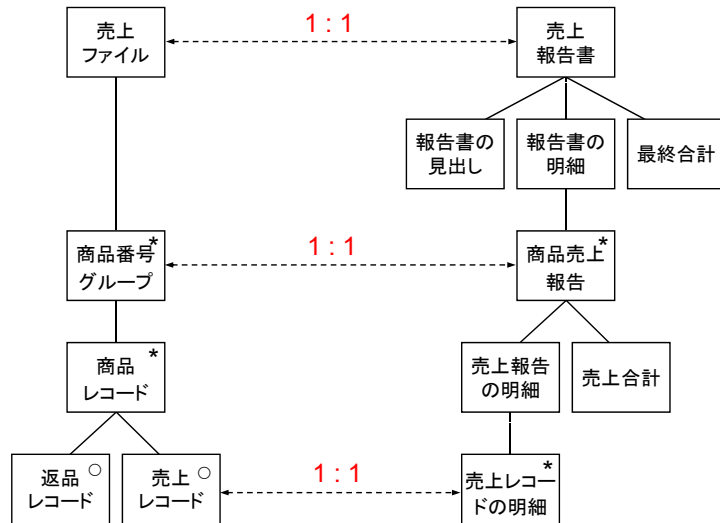 売上
ファイル
1 : 1
売上
報告書
報告書の
見出し
報告書の
明細
最終合計
商品番号*
グループ
1 : 1
商品売上*
報告
商品*
レコード
売上報告
の明細
売上合計
返品○
レコード
売上○
レコード
1 : 1
売上レコー*
ドの明細